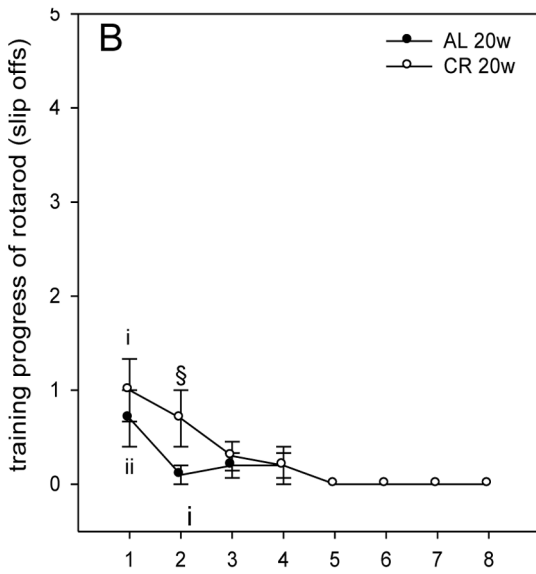 B
AL 20w
CR 20w
training progress of rotarod (slip offs)
5
4
3
2
1
0
i
§
ii
i
1 2 3 4 5 6 7 8